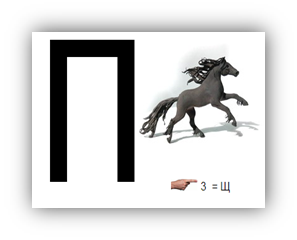 П
3 = Щ